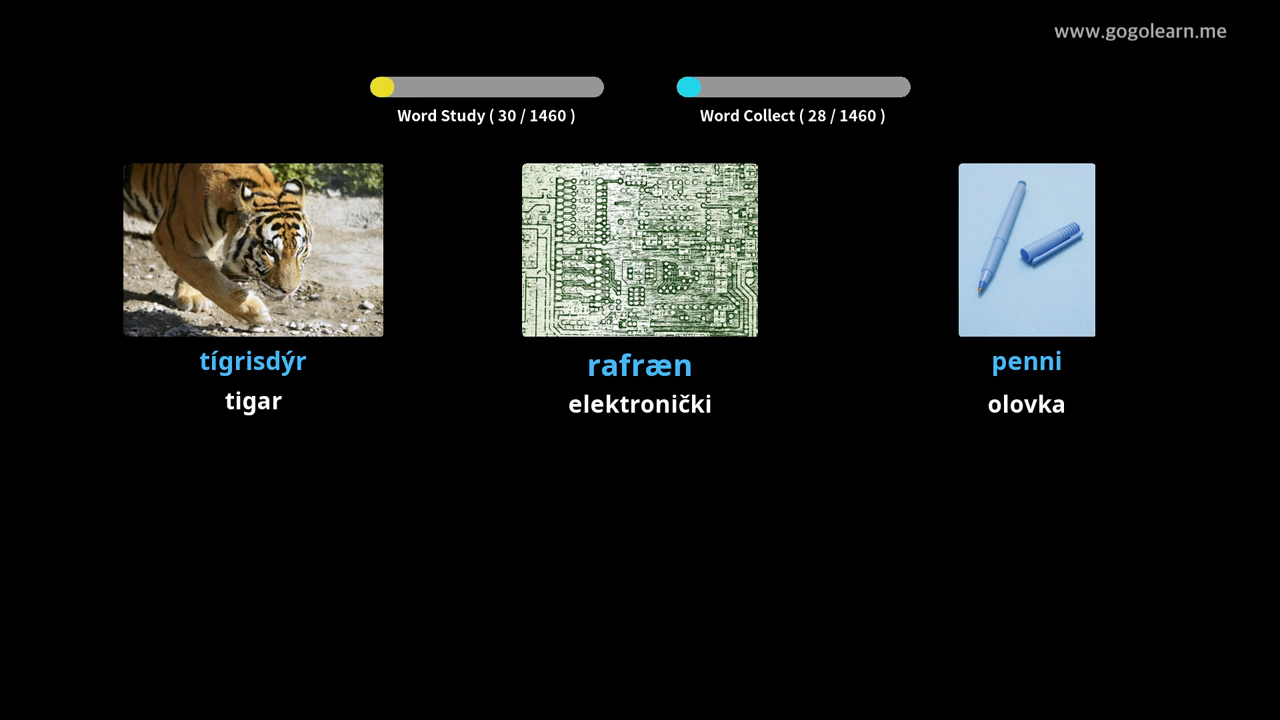 www.gogolearn.me
Word Study ( 30 / 1460 )
Word Collect ( 28 / 1460 )
tígrisdýr
rafræn
penni
tigar
elektronički
olovka